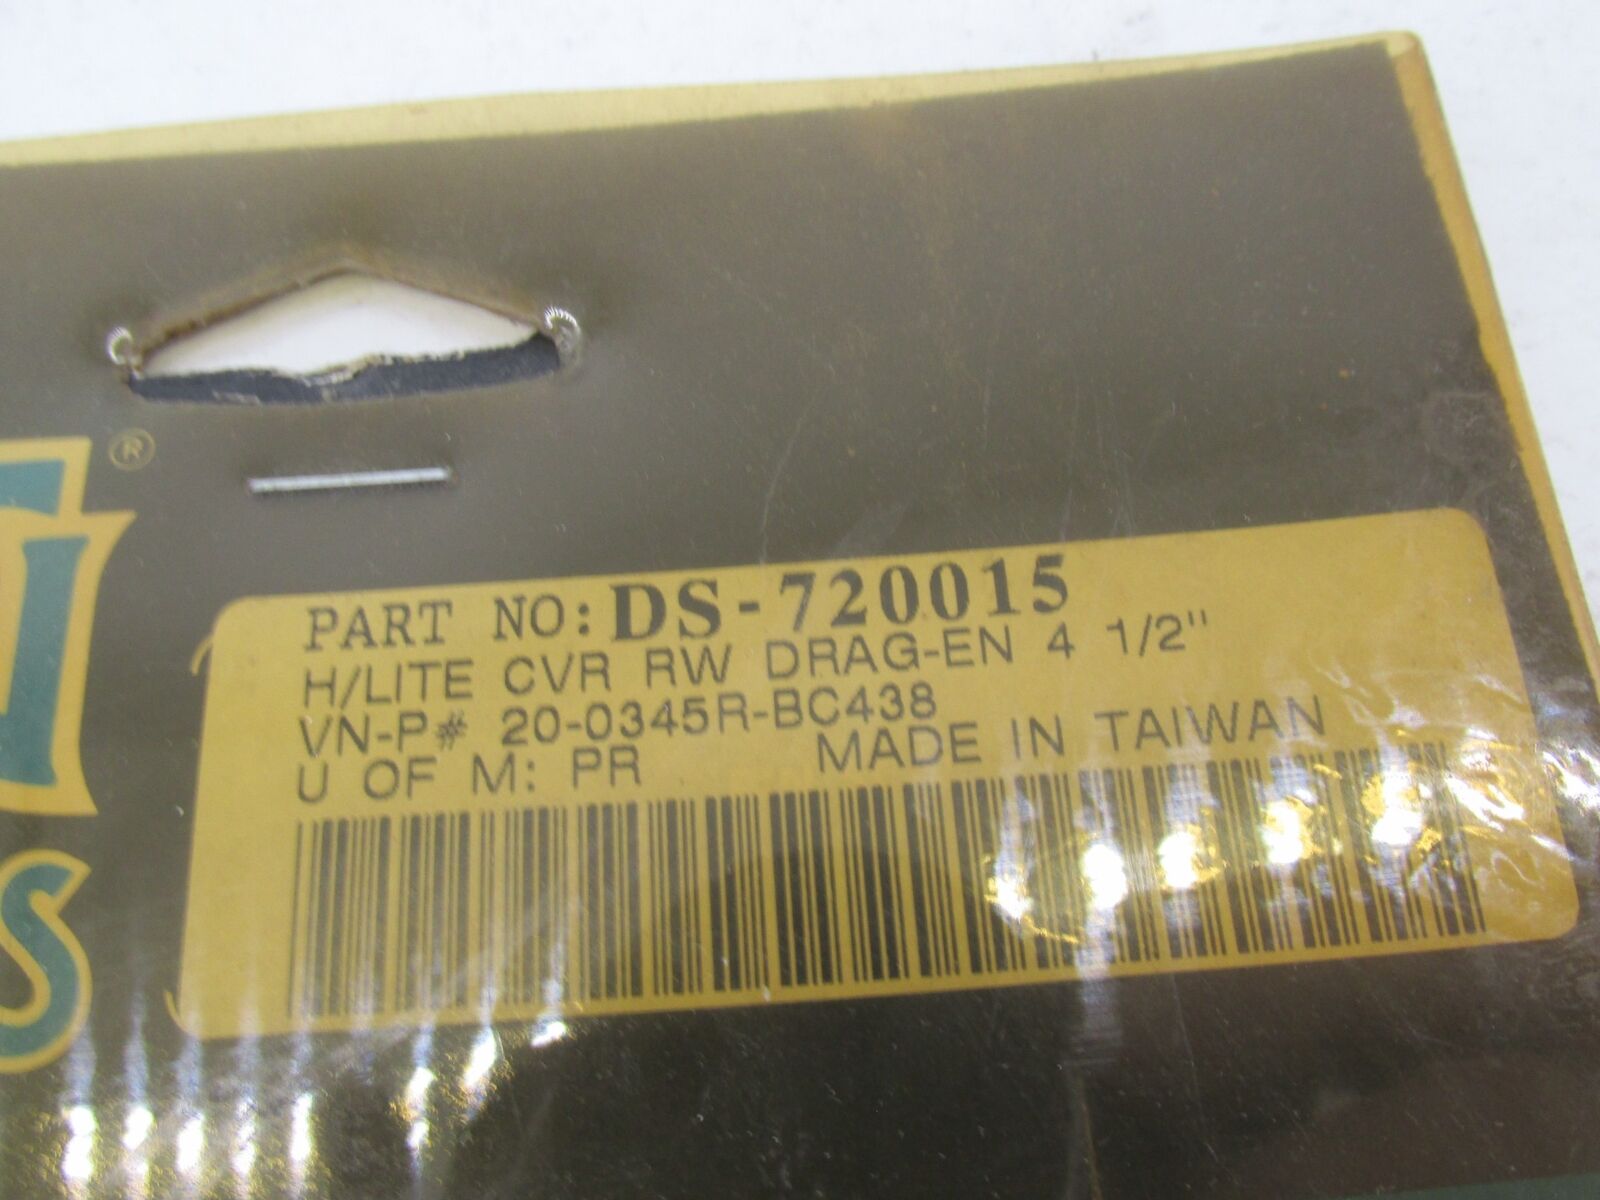 ®
S
PART NO: DS-720015
H/LITE CVR RW DRAG-EN 4 1/2"
VN-P# 20-0345R-BC438
U OF M: PR MADE IN TAIWAN